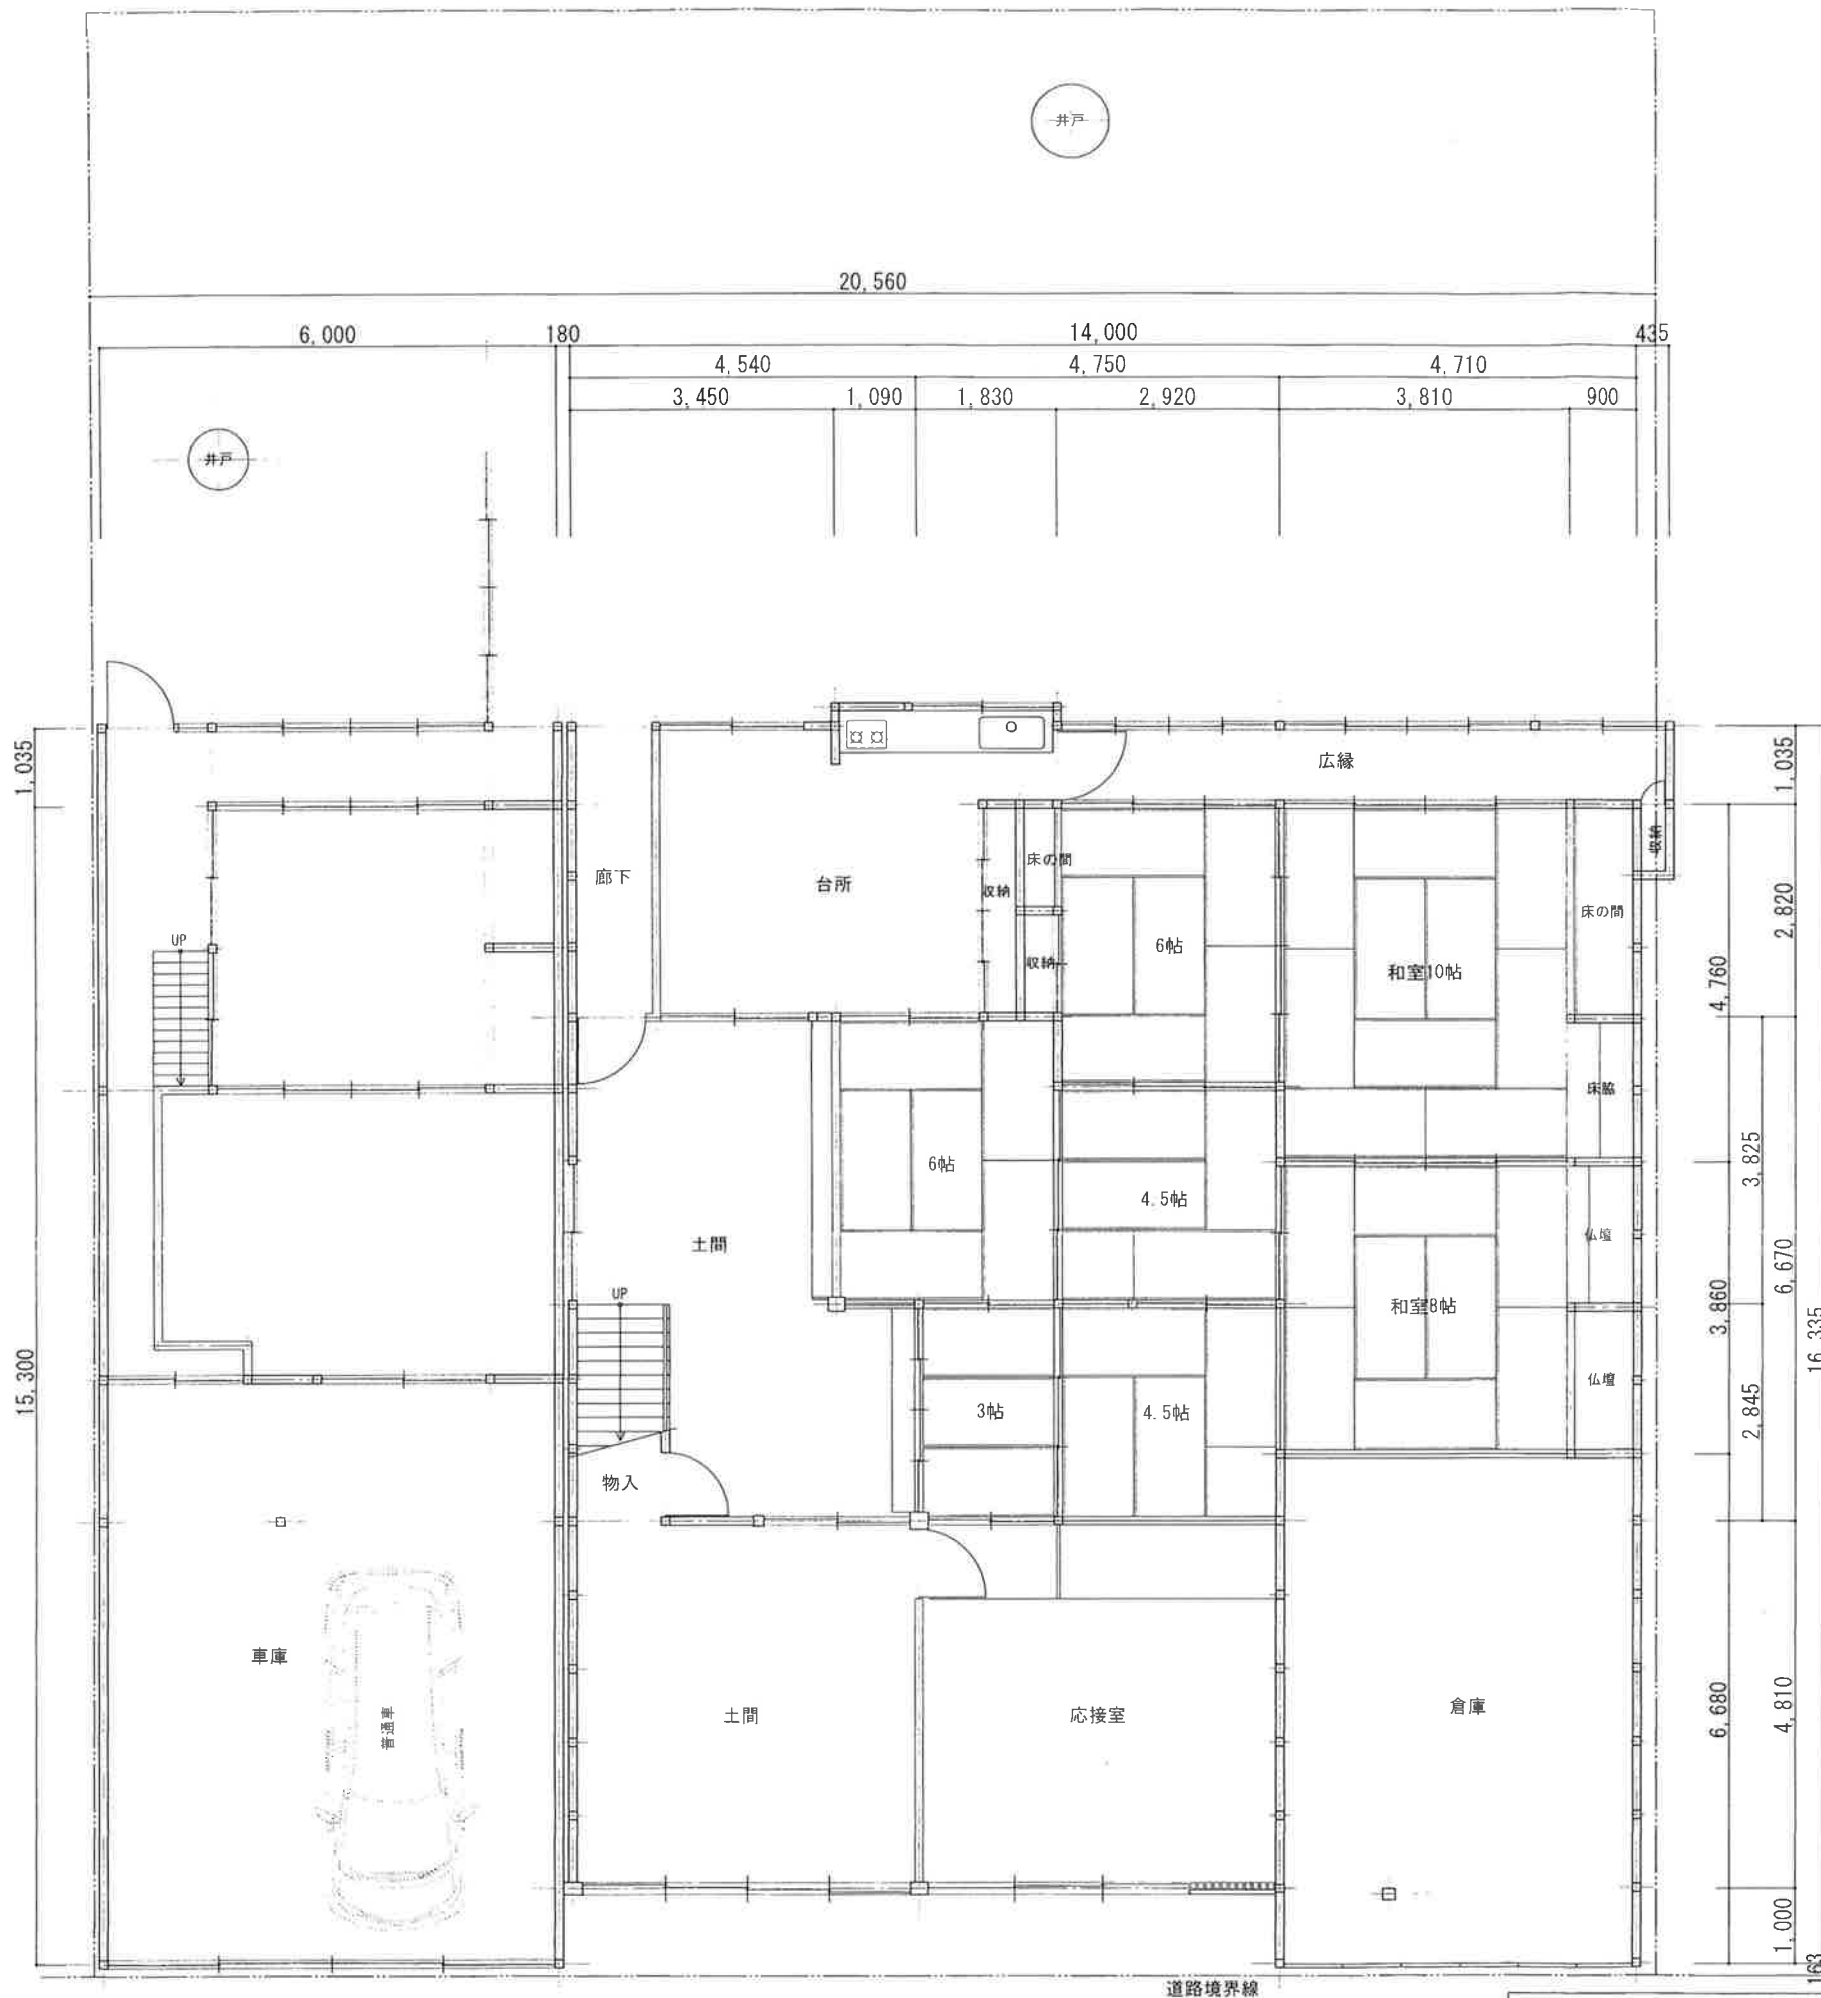 井戸
20,560
6,000 180 14,000 435
4,540 4,750 4,710
3,450 1,090 1,830 2,920 3,810 900
井戸
1,035
広縁
1,035
収納
床の間
廊下
台所
収納
床の間
2,820
UP
6帖
収納
和室10帖
4,760
床脇
3,825
6帖
4.5帖
土間
仏壇
6,670
UP
和室8帖
3,860
16,335
15,300
仏壇
3帖
4.5帖
2,845
物入
車庫
普通車
土間
応接室
倉庫
6,680
4,810
1,000
163
道路境界線